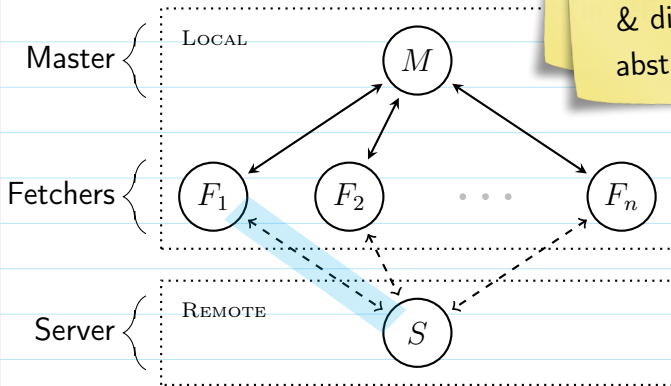 & di
abst
LOCAL
Master
M
Fetchers
F1
F2
...
Fn
REMOTE
Server
S